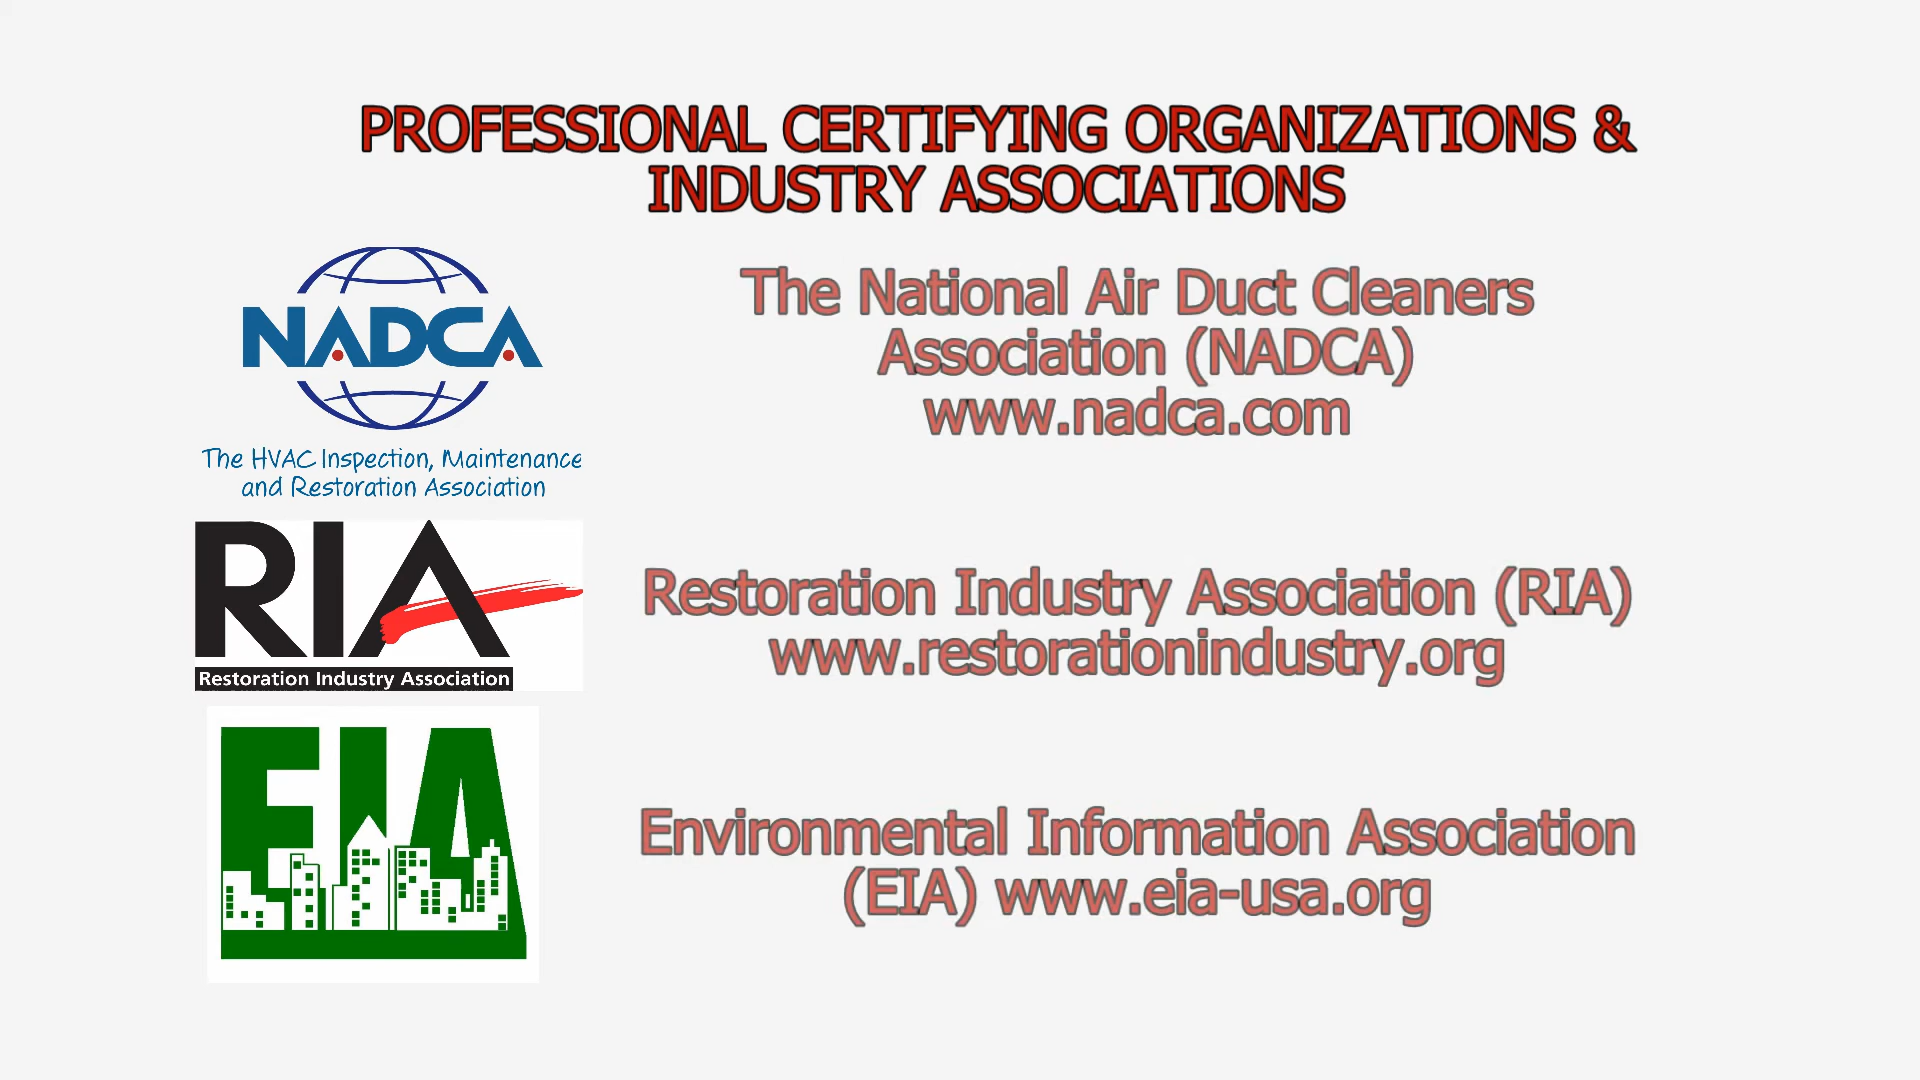 PROFESSIONAL CERTIFYING ORGANIZATIONS &
INDUSTRY ASSOCIATIONS
NADCA
The HVAC Inspection, Maintenance
and Restoration Association
The National Air Duct Cleaners
Association (NADCA)
www.nadca.com
RIA
Restoration Industry Association
Restoration Industry Association (RIA)
www.restorationindustry.org
EIA
Environmental Information Association
(EIA) www.eia-usa.org